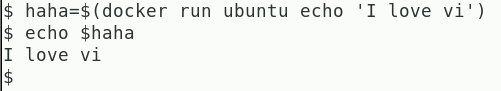 $ haha=$(docker run ubuntu echo 'I love vi')
$ echo $haha
I love vi
$